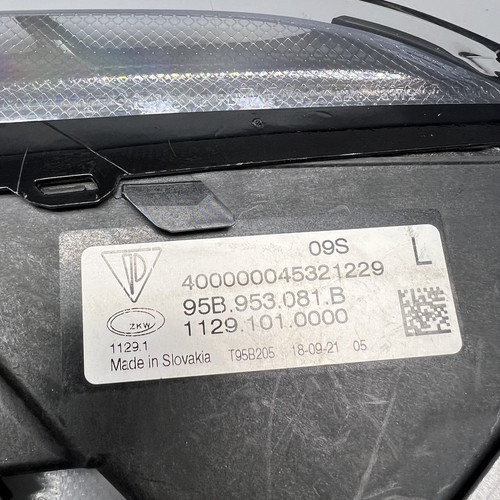 09S
L
400000045321229
95B.953.081.B
ZKW
1129.101.0000
1129.1
Made in Slovakia T95B205 18-09-21 05